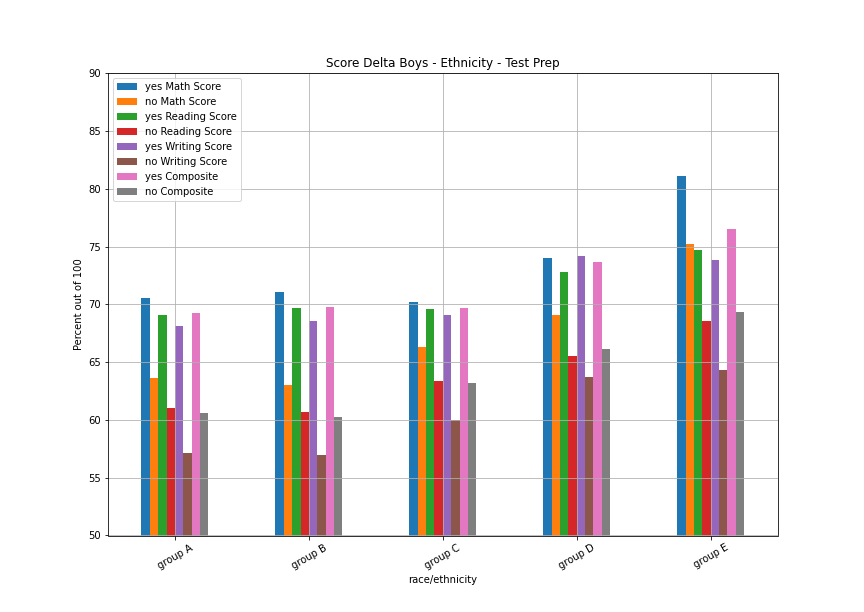 Score Delta Boys - Ethnicity - Test Prep
90
85
80
75
70
65
60
55
50
Percent out of 100
yes Math Score
no Math Score
yes Reading Score
no Reading Score
yes Writing Score
no Writing Score
yes Composite
no Composite
group A
group B
group C
group D
group E
race/ethnicity